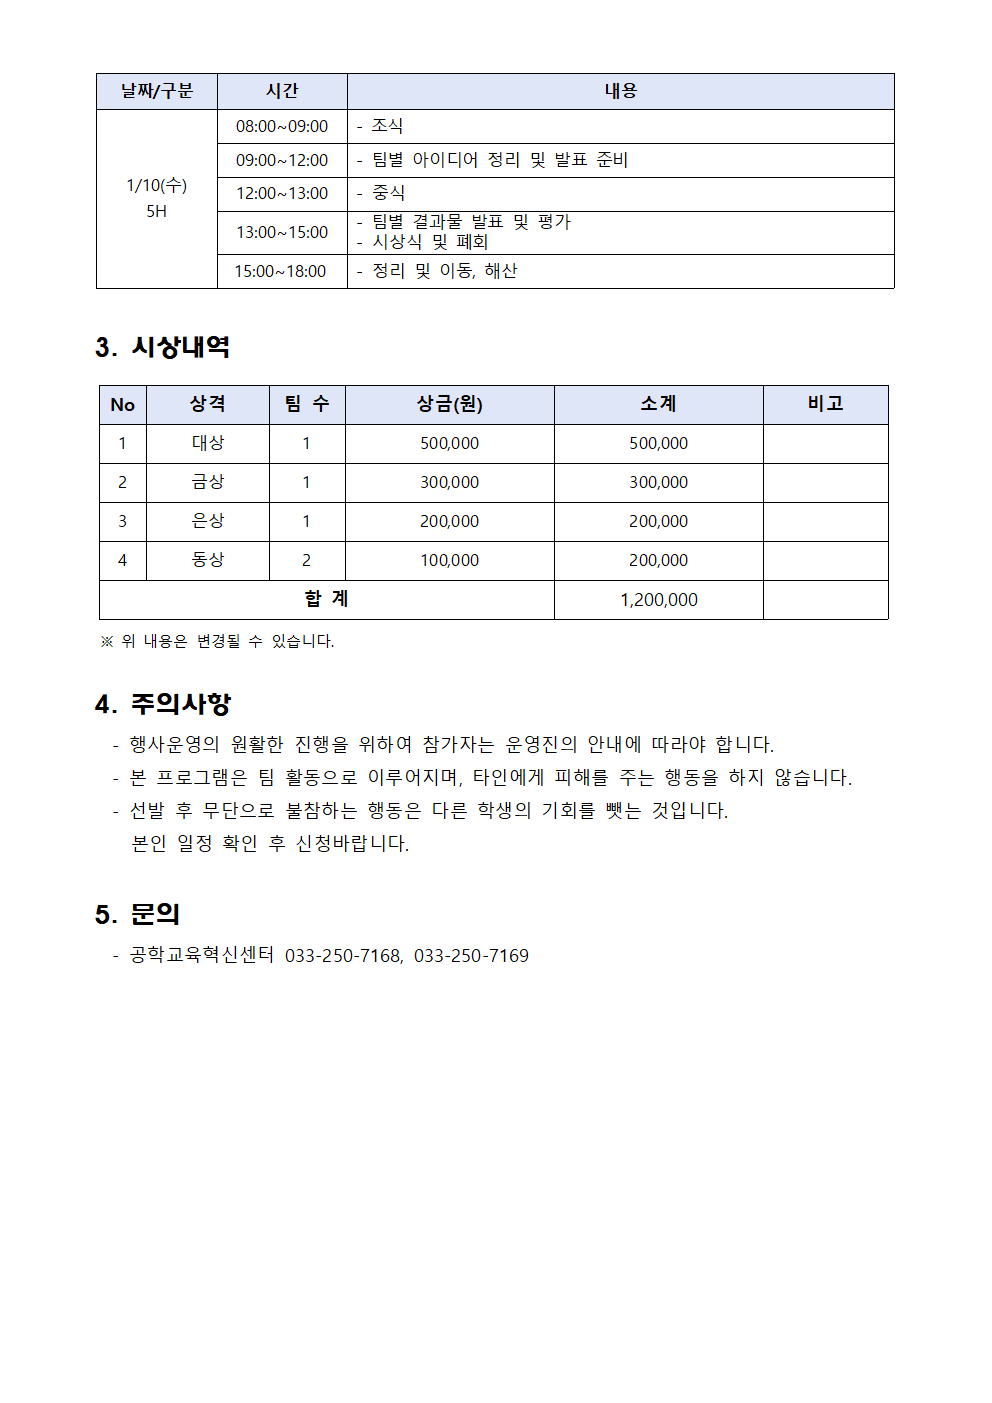 날짜/구분 시간 내용
1/10(수)
5H
08:00~09:00 - 조식
09:00~12:00 - 팀별 아이디어 정리 및 발표 준비
12:00~13:00 - 중식
13:00~15:00 - 팀별 결과물 발표 및 평가
- 시상식 및 폐회
15:00~18:00 - 정리 및 이동, 해산
3. 시상내역
No 상격 팀 수 상금(원) 소계 비고
1 대상 1 500,000 500,000
2 금상 1 300,000 300,000
3 은상 1 200,000 200,000
4 동상 2 100,000 200,000
합 계 1,200,000
※ 위 내용은 변경될 수 있습니다.
4. 주의사항
- 행사운영의 원활한 진행을 위하여 참가자는 운영진의 안내에 따라야 합니다.
- 본 프로그램은 팀 활동으로 이루어지며, 타인에게 피해를 주는 행동을 하지 않습니다.
- 선발 후 무단으로 불참하는 행동은 다른 학생의 기회를 뺏는 것입니다.
본인 일정 확인 후 신청바랍니다.
5. 문의
- 공학교육혁신센터 033-250-7168, 033-250-7169